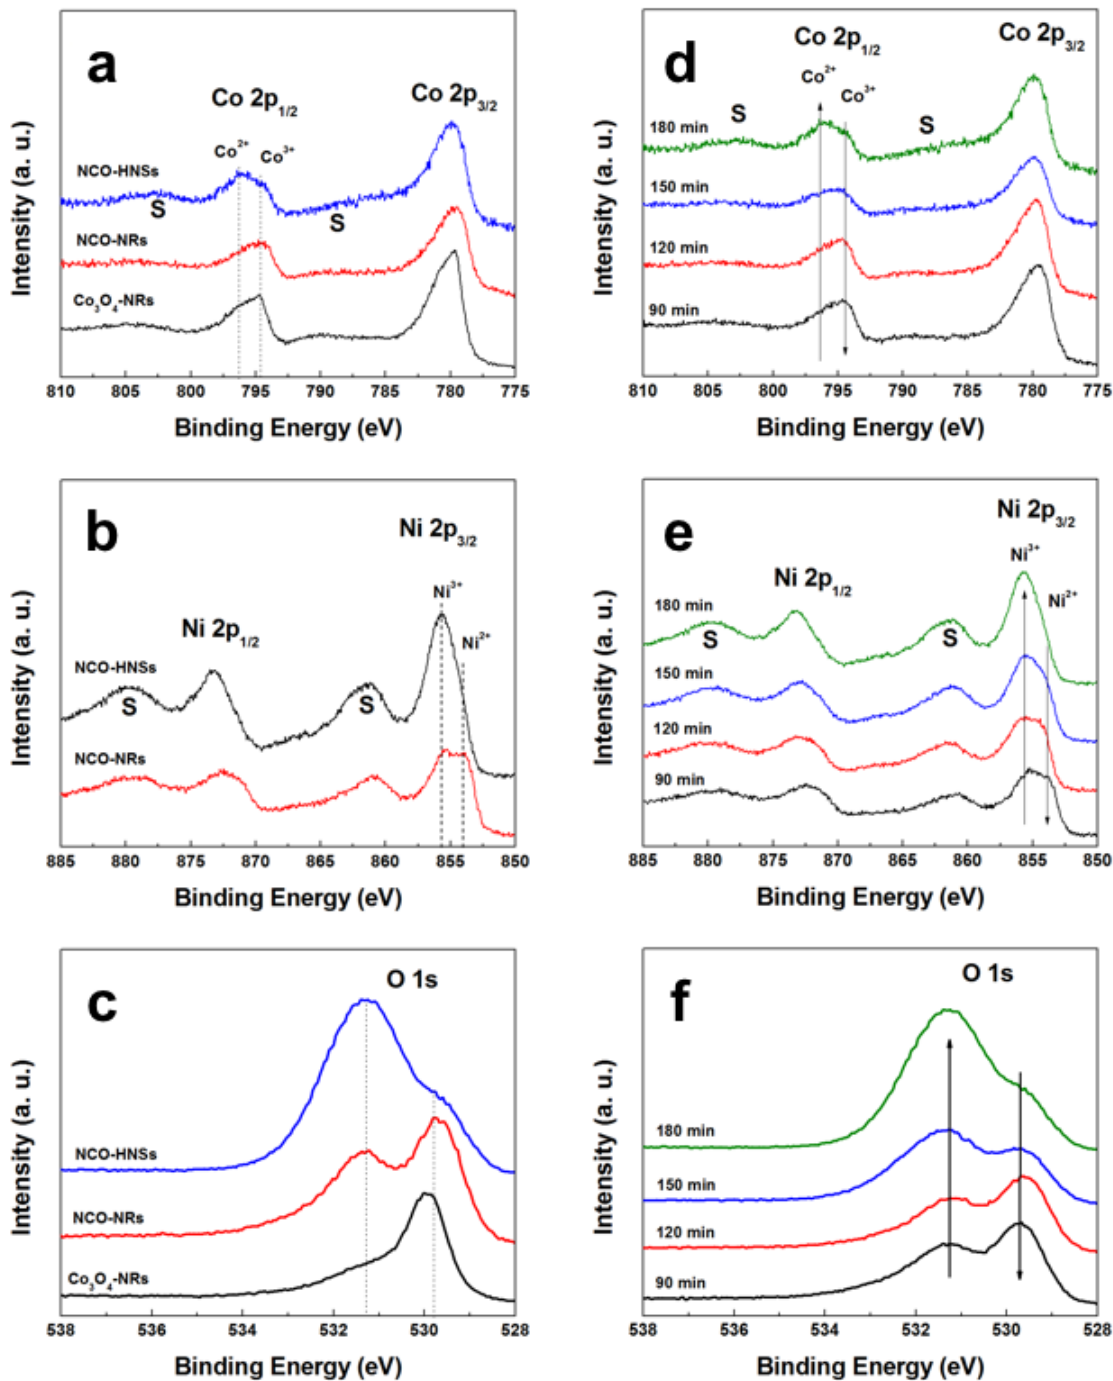 a
Co 2p1/2
Co 2p3/2
Co2+
Co3+
NCO-HNSs
S
S
NCO-NRs
Co3O4-NRs
Intensity (a. u.)
810 805 800 795 790 785 780 775
Binding Energy (eV)
d
Co 2p1/2
Co 2p3/2
Co2+
Co3+
S
S
180 min
150 min
120 min
90 min
Intensity (a. u.)
810 805 800 795 790 785 780 775
Binding Energy (eV)
b
Ni 2p3/2
Ni3+
Ni 2p1/2
Ni2+
NCO-HNSs
S
S
NCO-NRs
Intensity (a. u.)
885 880 875 870 865 860 855 850
Binding Energy (eV)
e
Ni 2p3/2
Ni3+
Ni 2p1/2
Ni2+
180 min
S
S
150 min
120 min
90 min
Intensity (a. u.)
885 880 875 870 865 860 855 850
Binding Energy (eV)
c
O 1s
NCO-HNSs
NCO-NRs
Co3O4-NRs
Intensity (a. u.)
538 536 534 532 530 528
Binding Energy (eV)
f
O 1s
180 min
150 min
120 min
90 min
Intensity (a. u.)
538 536 534 532 530 528
Binding Energy (eV)